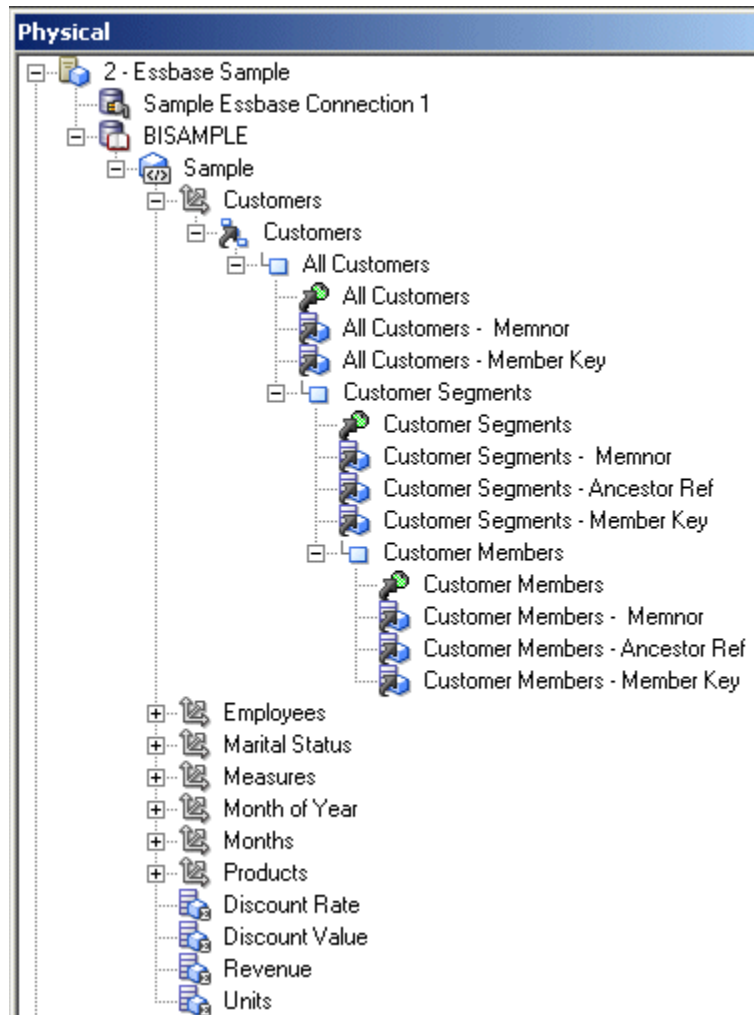 Physical
2 - Essbase Sample
Sample Essbase Connection 1
BISAMPLE
Sample
Customers
Customers
All Customers
All Customers
All Customers -  Memnor
All Customers - Member Key
Customer Segments
Customer Segments
Customer Segments -  Memnor
Customer Segments - Ancestor Ref
Customer Segments - Member Key
Customer Members
Customer Members
Customer Members -  Memnor
Customer Members - Ancestor Ref
Customer Members - Member Key
Employees
Marital Status
Measures
Month of Year
Months
Products
Discount Rate
Discount Value
Revenue
Units